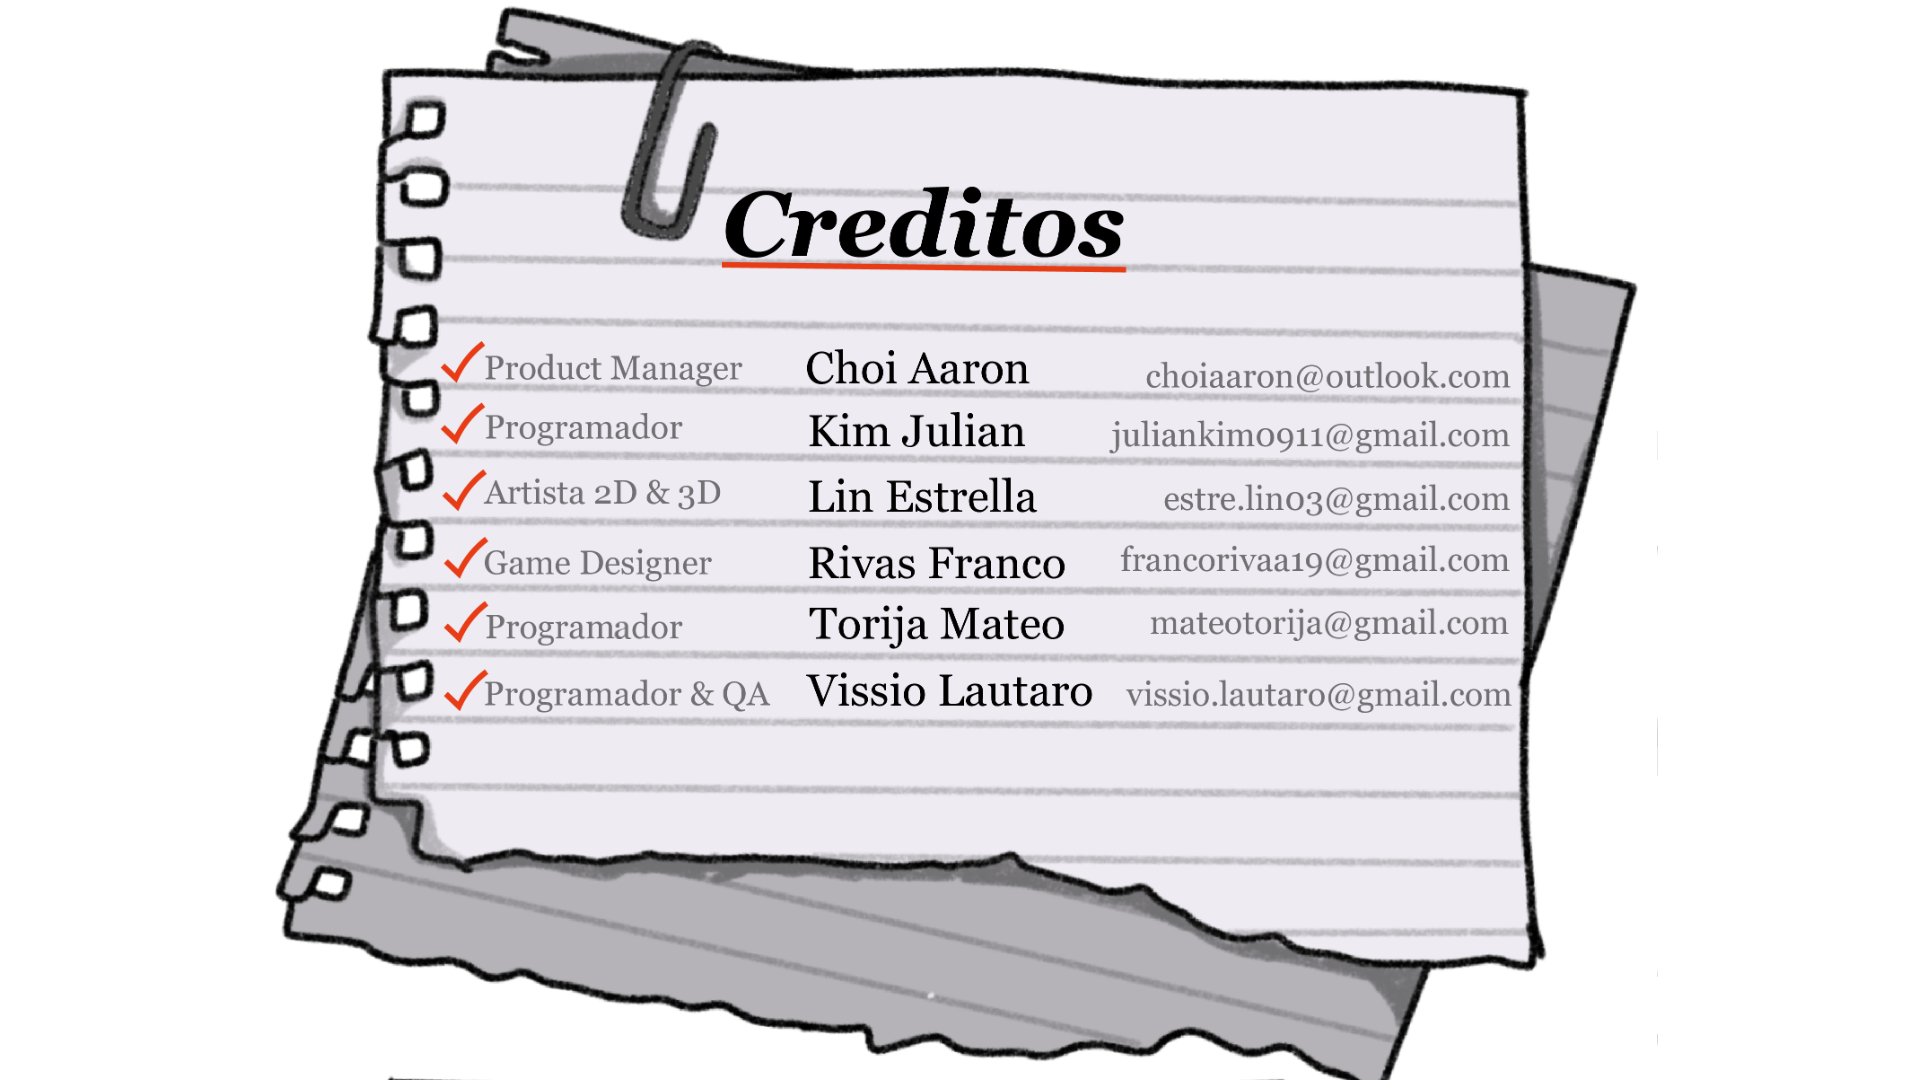 Creditos
Product Manager Choi Aaron choiaaron@outlook.com
Programador Kim Julian juliankim0911@gmail.com
Artista 2D & 3D Lin Estrella estre.lin03@gmail.com
Game Designer Rivas Franco francorivaa19@gmail.com
Programador Torija Mateo mateotorija@gmail.com
Programador & QA Vissio Lautaro vissio.lautaro@gmail.com